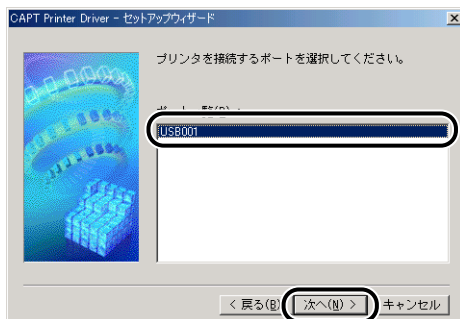 CAPT Printer Driver - セットアップウィザード
プリンタを接続するポートを選択してください。
USB001
< 戻る(B)
次へ(N) >
キャンセル